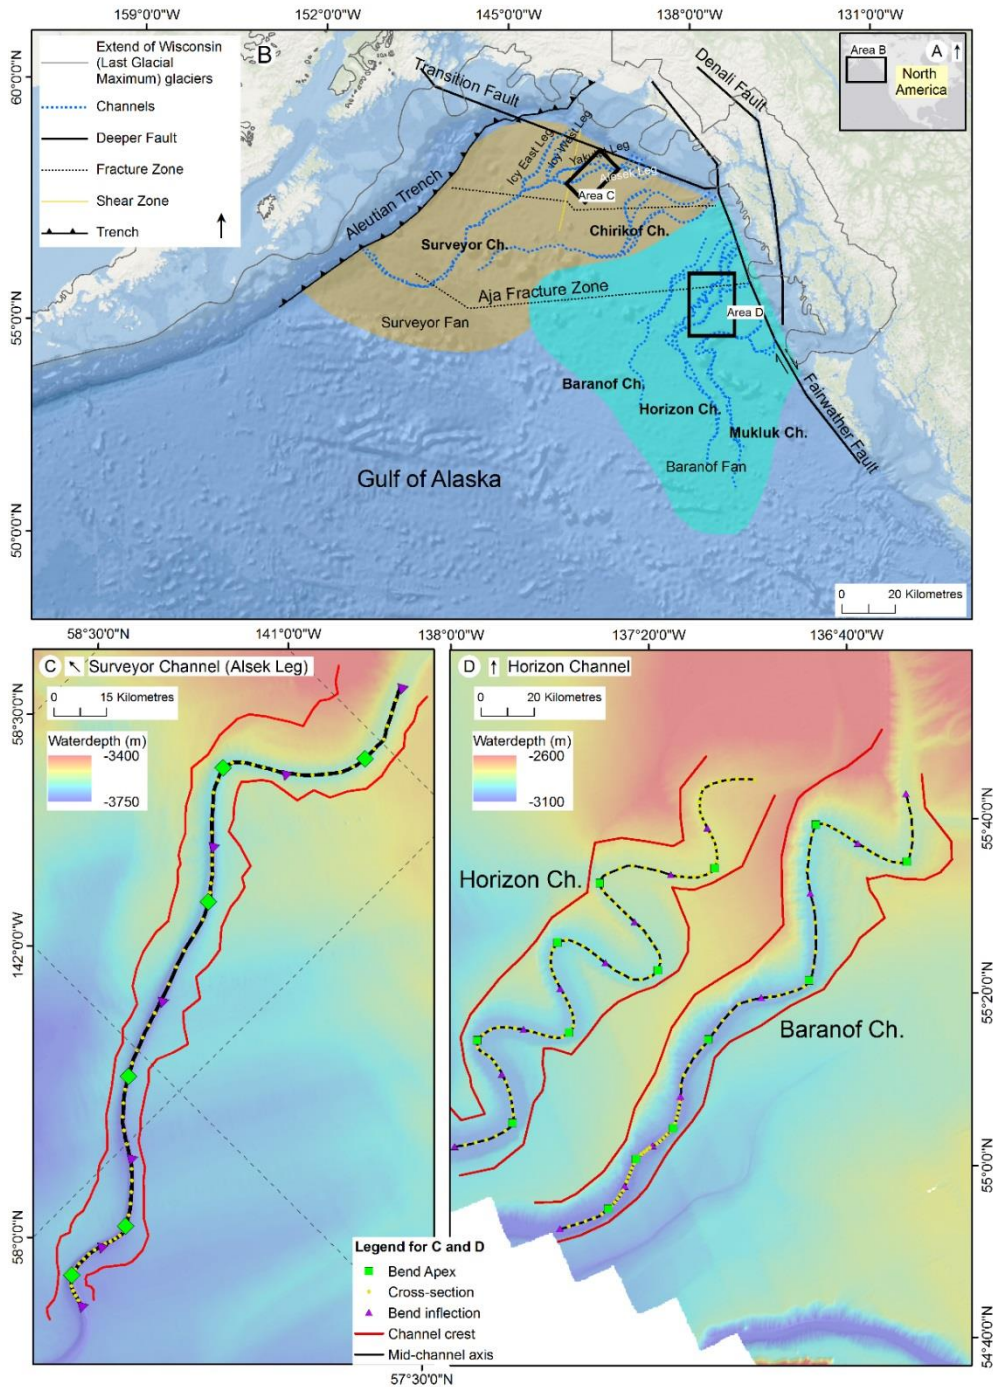 159°0'0"W
152°0'0"W
145°0'0"W
138°0'0"W
131°0'0"W
60°0'0"N
55°0'0"N
50°0'0"N
Extend of Wisconsin
(Last Glacial
Maximum) glaciers
Channels
Deeper Fault
Fracture Zone
Shear Zone
Trench
B
A
Area B
North
America
Transition Fault
Denali Fault
Icy East Leg
Icy West Leg
Alsek Leg
Area C
Aleutian Trench
Surveyor Ch.
Chirikof Ch.
Aja Fracture Zone
Surveyor Fan
Area D
Baranof Ch.
Horizon Ch.
Mukluk Ch.
Baranof Fan
Fairwather Fault
Gulf of Alaska
0 20 Kilometres
58°30'0"N
141°0'0"W
138°0'0"W
137°20'0"W
136°40'0"W
C Surveyor Channel (Alsek Leg)
0 15 Kilometres
Waterdepth (m)
-3400
-3750
58°30'0"N
142°0'0"W
58°0'0"N
57°30'0"N
D Horizon Channel
0 20 Kilometres
Waterdepth (m)
-2600
-3100
Horizon Ch.
Baranof Ch.
55°40'0"N
55°20'0"N
55°0'0"N
54°40'0"N
Legend for C and D
Bend Apex
Cross-section
Bend inflection
Channel crest
Mid-channel axis